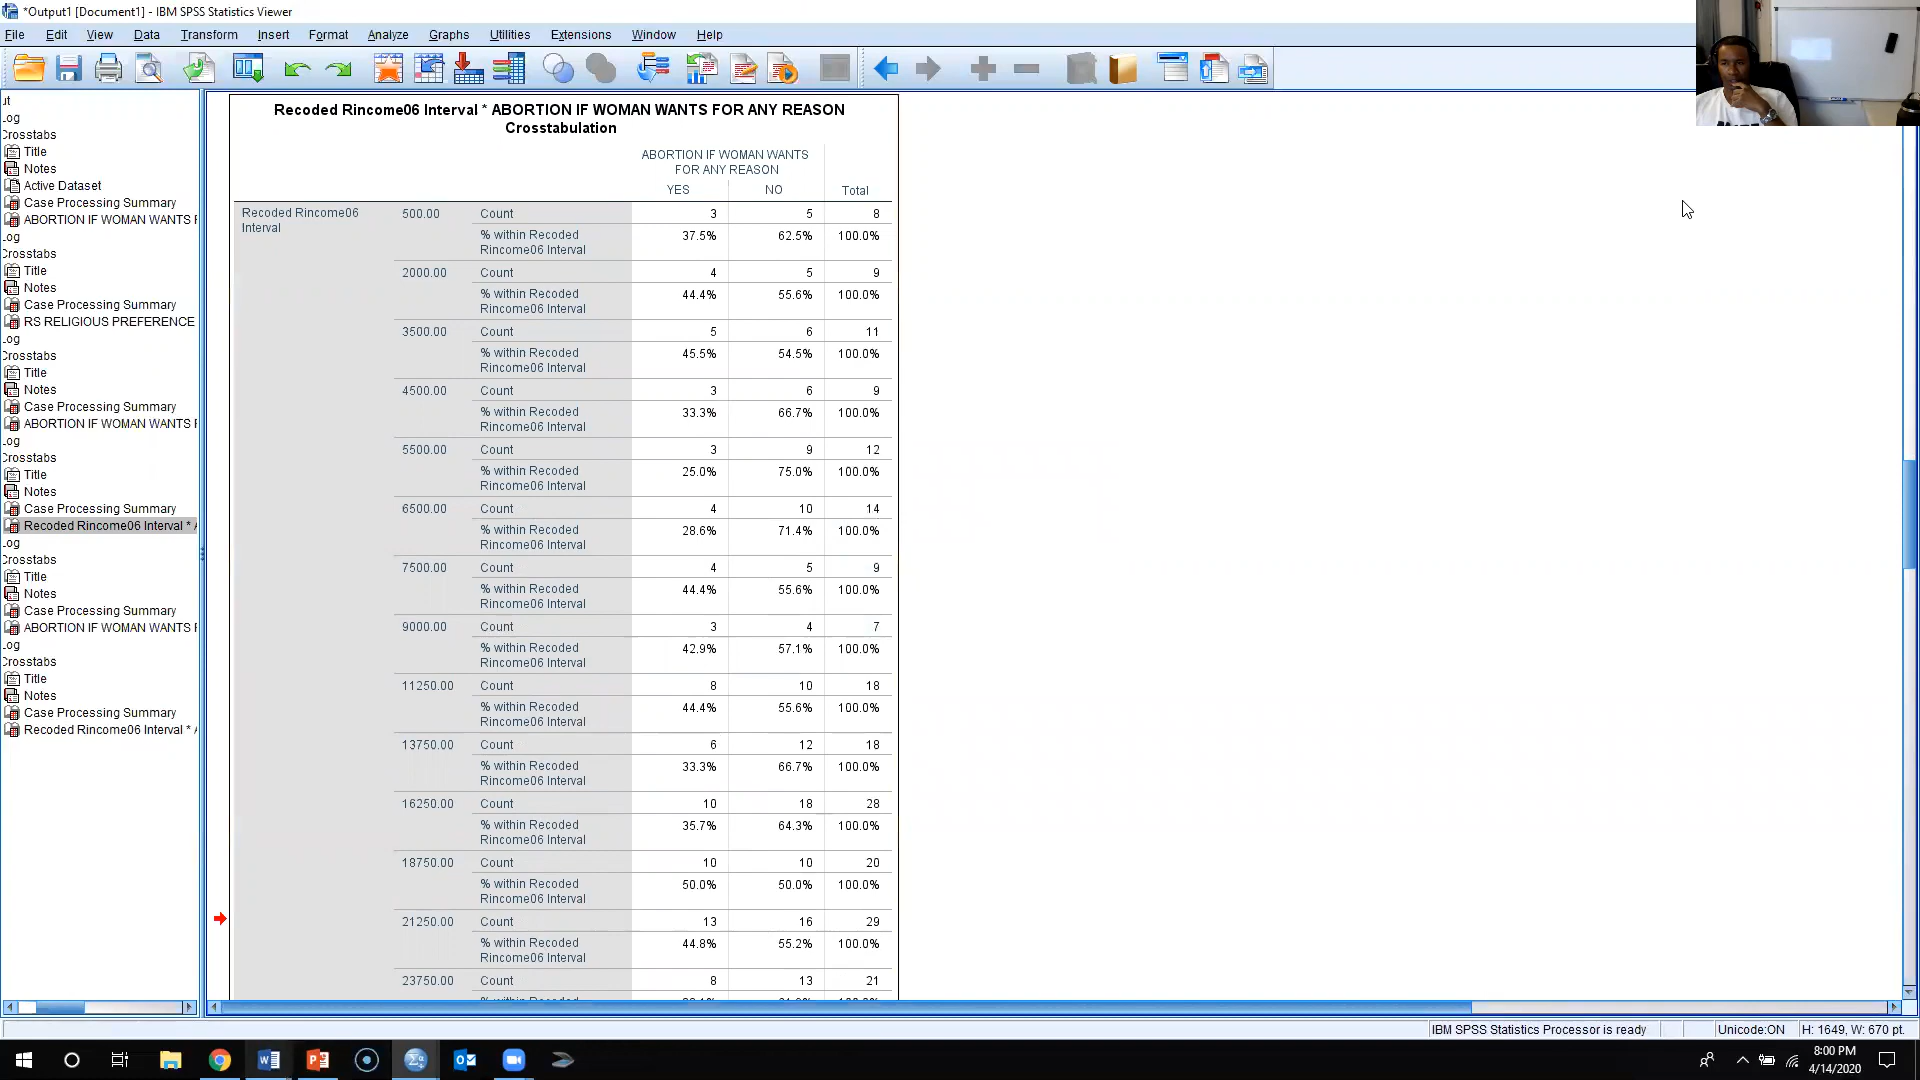 *Output1 [Document1] - IBM SPSS Statistics Viewer
File Edit View Data Transform Insert Format Analyze Graphs Utilities Extensions Window Help
ut
Log
Crosstabs
Title
Notes
Active Dataset
Case Processing Summary
ABORTION IF WOMAN WANTS F
Log
Crosstabs
Title
Notes
Case Processing Summary
RS RELIGIOUS PREFERENCE
Log
Crosstabs
Title
Notes
Case Processing Summary
ABORTION IF WOMAN WANTS F
Log
Crosstabs
Title
Notes
Case Processing Summary
Recoded Rincome06 Interval * A
Log
Crosstabs
Title
Notes
Case Processing Summary
ABORTION IF WOMAN WANTS F
Log
Crosstabs
Title
Notes
Case Processing Summary
Recoded Rincome06 Interval * A
Recoded Rincome06 Interval * ABORTION IF WOMAN WANTS FOR ANY REASON
Crosstabulation
ABORTION IF WOMAN WANTS
FOR ANY REASON
YES NO Total
Recoded Rincome06
Interval
500.00 Count 3 5 8
% within Recoded
Rincome06 Interval
37.5% 62.5% 100.0%
2000.00 Count 4 5 9
% within Recoded
Rincome06 Interval
44.4% 55.6% 100.0%
3500.00 Count 5 6 11
% within Recoded
Rincome06 Interval
45.5% 54.5% 100.0%
4500.00 Count 3 6 9
% within Recoded
Rincome06 Interval
33.3% 66.7% 100.0%
5500.00 Count 3 9 12
% within Recoded
Rincome06 Interval
25.0% 75.0% 100.0%
6500.00 Count 4 10 14
% within Recoded
Rincome06 Interval
28.6% 71.4% 100.0%
7500.00 Count 4 5 9
% within Recoded
Rincome06 Interval
44.4% 55.6% 100.0%
9000.00 Count 3 4 7
% within Recoded
Rincome06 Interval
42.9% 57.1% 100.0%
11250.00 Count 8 10 18
% within Recoded
Rincome06 Interval
44.4% 55.6% 100.0%
13750.00 Count 6 12 18
% within Recoded
Rincome06 Interval
33.3% 66.7% 100.0%
16250.00 Count 10 18 28
% within Recoded
Rincome06 Interval
35.7% 64.3% 100.0%
18750.00 Count 10 10 20
% within Recoded
Rincome06 Interval
50.0% 50.0% 100.0%
21250.00 Count 13 16 29
% within Recoded
Rincome06 Interval
44.8% 55.2% 100.0%
23750.00 Count 8 13 21
IBM SPSS Statistics Processor is ready Unicode:ON H: 1649, W: 670 pt.
8:00 PM
4/14/2020